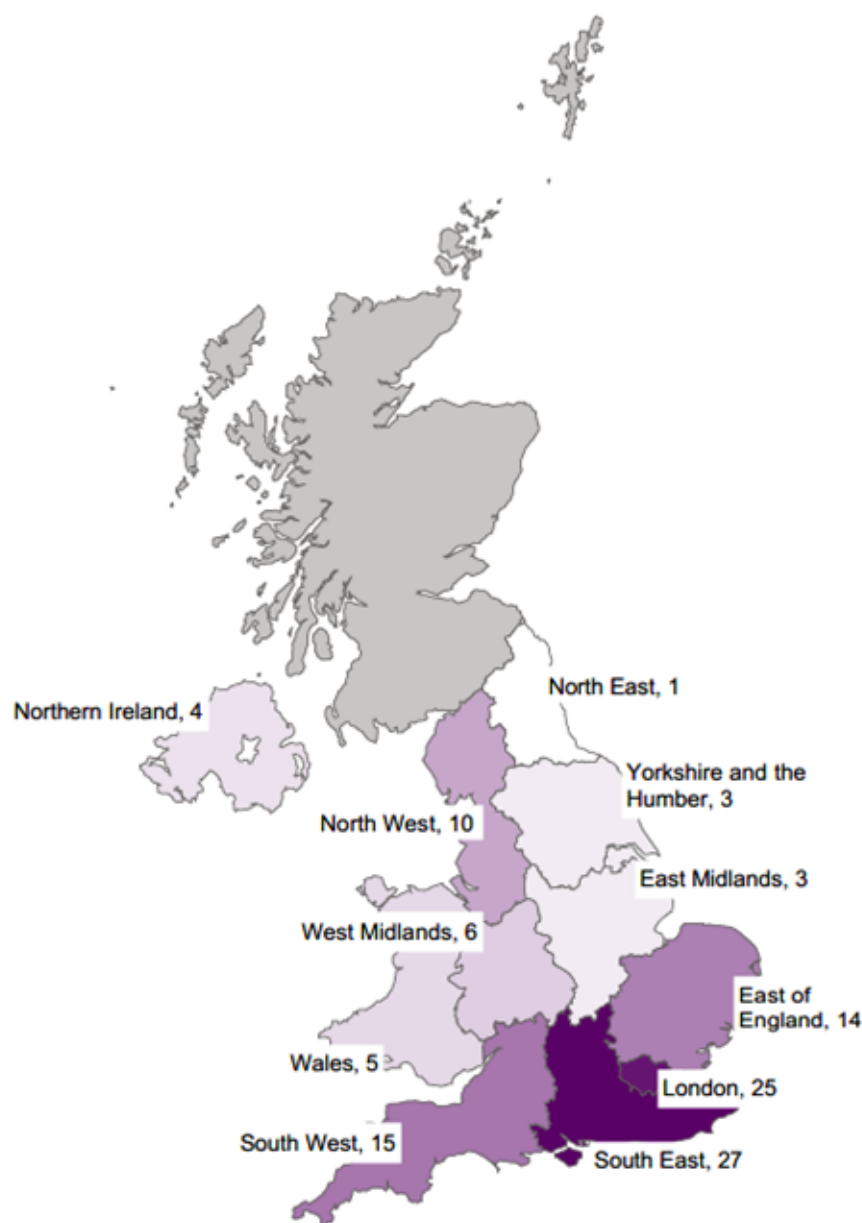 North East, 1
Northern Ireland, 4
Yorkshire and the
Humber, 3
North West, 10
East Midlands, 3
West Midlands, 6
East of
England, 14
Wales, 5
London, 25
South West, 15
South East, 27